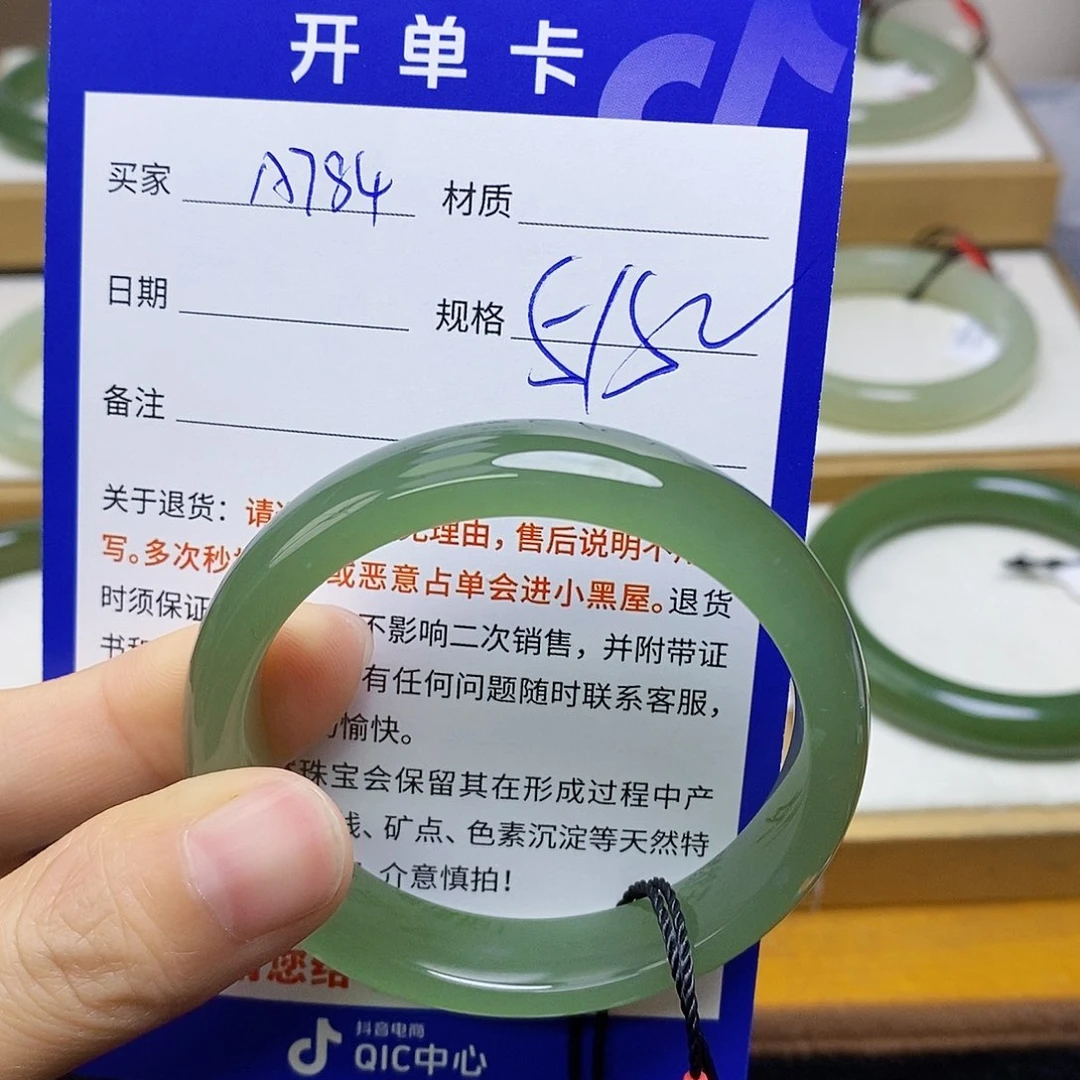 开单卡
买家 A784 材质
日期 规格
备注
关于退货：请 理由，售后说明不
写。多次秒 或恶意占单会进小黑屋。退货
时须保证 不影响二次销售，并附带证
书 有任何问题随时联系客服，
愉快。
珠宝会保留其在形成过程中产
线、矿点、色素沉淀等天然特
介意慎拍！
您给
抖音电商
QIC中心